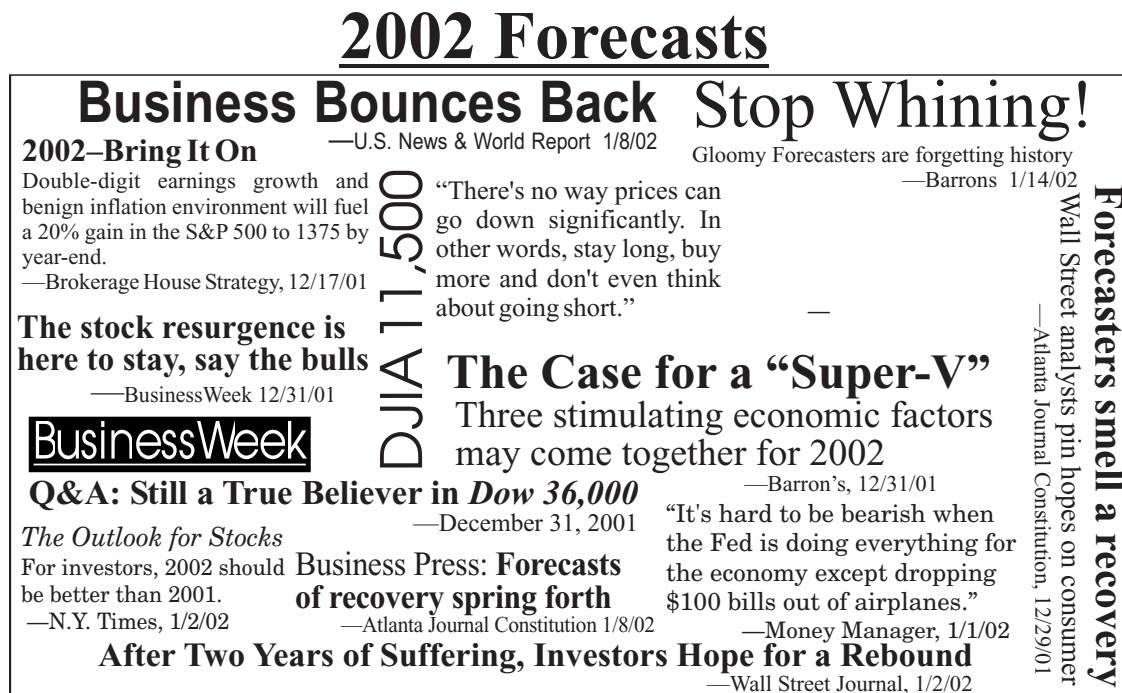 2002 Forecasts
Business Bounces Back
—U.S. News & World Report 1/8/02
Stop Whining!
Gloomy Forecasters are forgetting history
—Barrons 1/14/02
2002–Bring It On
Double-digit earnings growth and
benign inflation environment will fuel
a 20% gain in the S&P 500 to 1375 by
year-end.
—Brokerage House Strategy, 12/17/01
DJIA 11,500
“There's no way prices can
go down significantly. In
other words, stay long, buy
more and don't even think
about going short.”
—
Forecasters smell a recovery
Wall Street analysts pin hopes on consumer
—Atlanta Journal Constitution, 12/29/01
The stock resurgence is
here to stay, say the bulls
—BusinessWeek 12/31/01
BusinessWeek
The Case for a “Super-V”
Three stimulating economic factors
may come together for 2002
—Barron’s, 12/31/01
Q&A: Still a True Believer in Dow 36,000
—December 31, 2001
The Outlook for Stocks
For investors, 2002 should
be better than 2001.
—N.Y. Times, 1/2/02
Business Press: Forecasts
of recovery spring forth
—Atlanta Journal Constitution 1/8/02
“It's hard to be bearish when
the Fed is doing everything for
the economy except dropping
$100 bills out of airplanes.”
—Money Manager, 1/1/02
After Two Years of Suffering, Investors Hope for a Rebound
—Wall Street Journal, 1/2/02